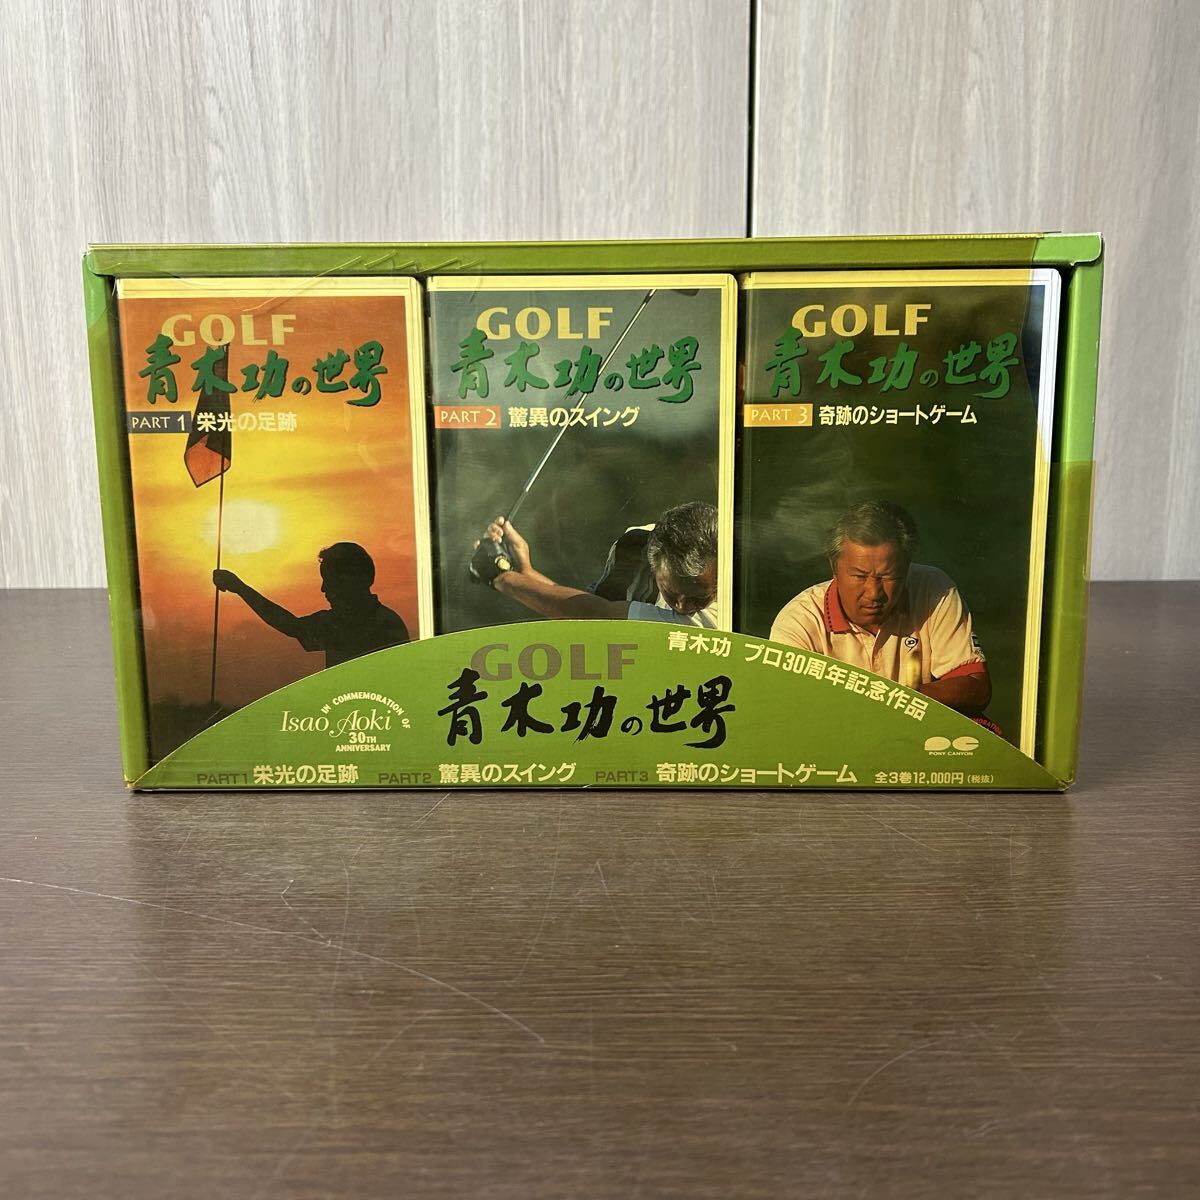 GOLF
青木功の世界
PART 1 栄光の足跡
GOLF
青木功の世界
PART 2 驚異のスイング
GOLF
青木功の世界
PART 3 奇跡のショートゲーム
IN COMMEMORATION OF
Isao Aoki
30TH
ANNIVERSARY
GOLF
青木功の世界
青木功 プロ30周年記念作品
PONY CANYON
PART1 栄光の足跡 PART2 驚異のスイング PART3 奇跡のショートゲーム 全3巻12,000円(税抜)